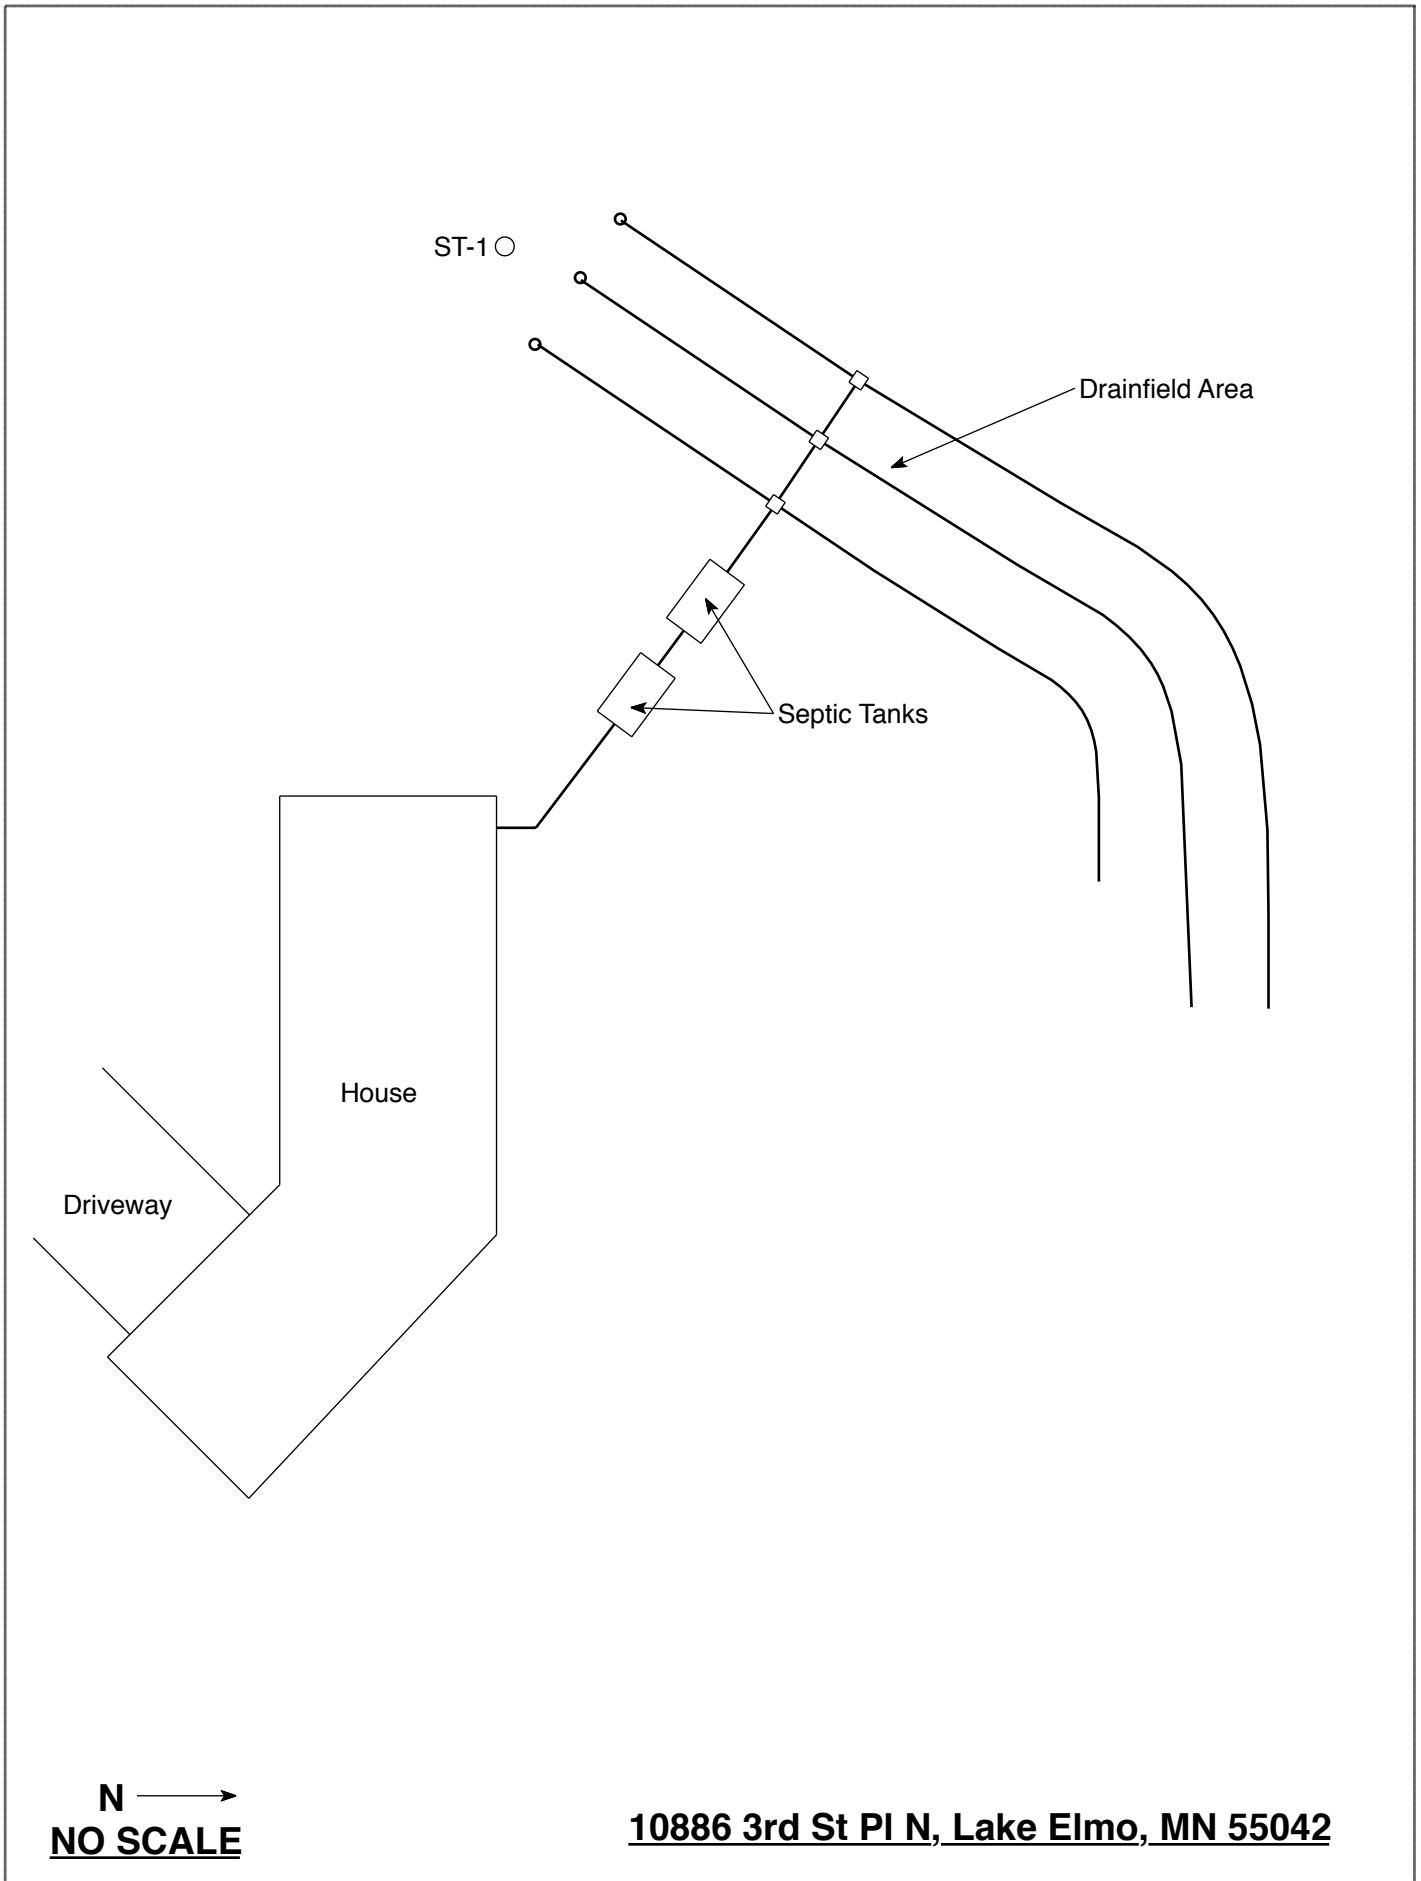 ST-1
Drainfield Area
Septic Tanks
House
Driveway
N
NO SCALE
10886 3rd St Pl N, Lake Elmo, MN 55042